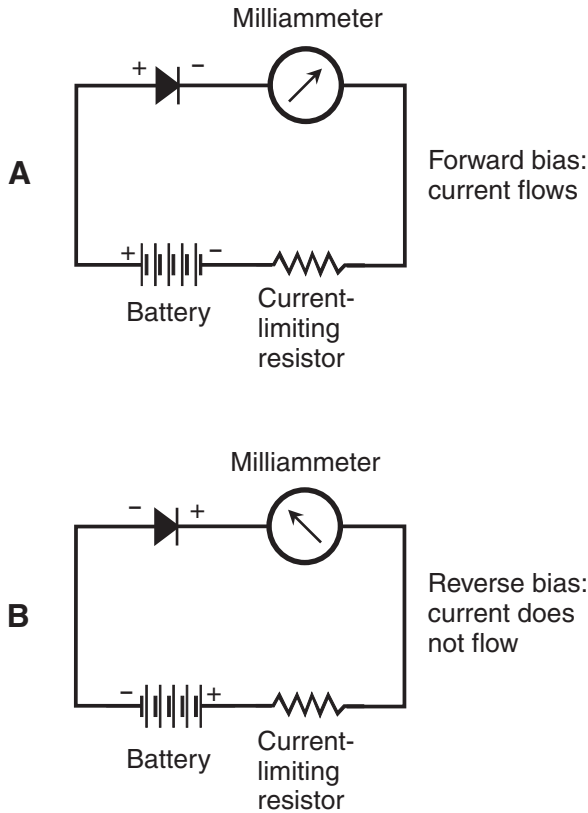 Milliammeter
+ −
A
Forward bias:
current flows
+ −
Battery
Current-
limiting
resistor
Milliammeter
− +
B
Reverse bias:
current does
not flow
− +
Battery
Current-
limiting
resistor